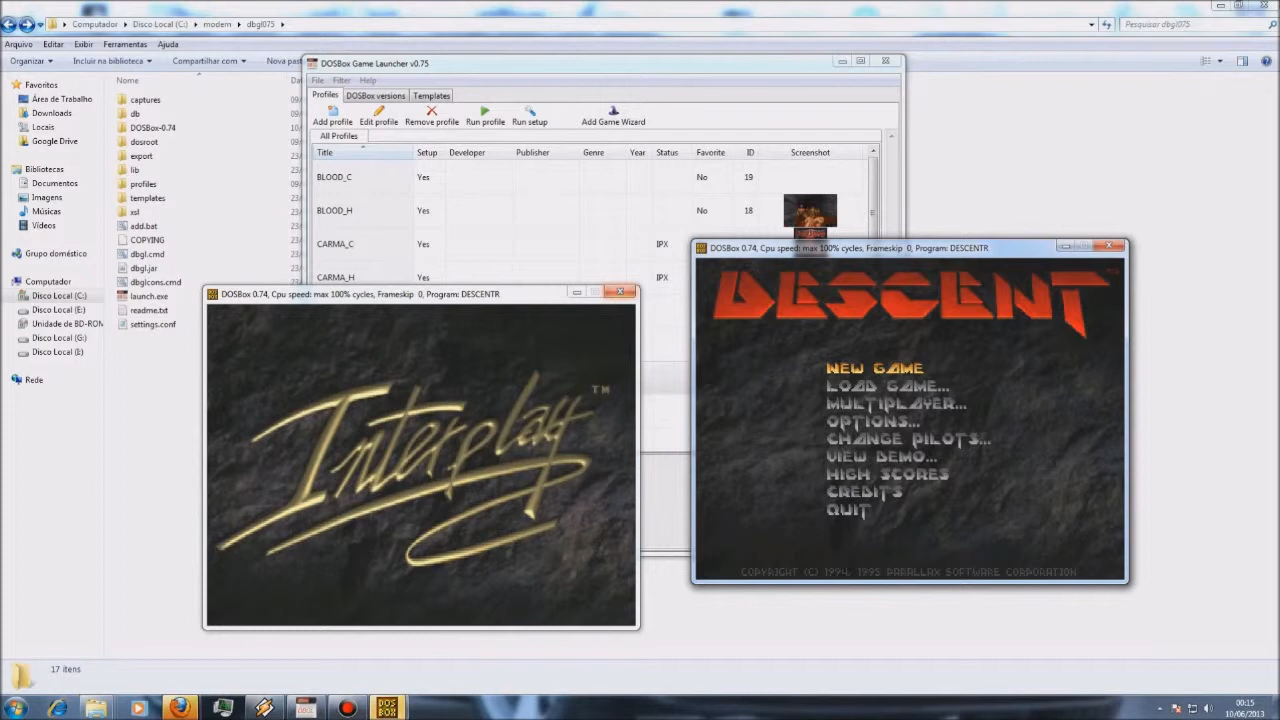 Computador ▸ Disco Local (C:) ▸ modem ▸ dbgl075 ▸
Pesquisar dbgl075
Arquivo Editar Exibir Ferramentas Ajuda
Organizar Incluir na biblioteca Compartilhar com Nova past
Favoritos
Área de Trabalho
Downloads
Locais
Google Drive
Bibliotecas
Documentos
Imagens
Músicas
Vídeos
Grupo doméstico
Computador
Disco Local (C:)
Disco Local (E:)
Unidade de BD-ROM
Disco Local (G:)
Disco Local (I:)
Rede
Nome
captures
db
DOSBox-0.74
dosroot
export
lib
profiles
templates
xsl
add.bat
COPYING
dbgl.cmd
dbgl.jar
dbglcons.cmd
launch.exe
readme.txt
settings.conf
DOSBox Game Launcher v0.75
File Filter Help
Profiles DOSBox versions Templates
Add profile Edit profile Remove profile Run profile Run setup Add Game Wizard
All Profiles
Title Setup Developer Publisher Genre Year Status Favorite ID Screenshot
BLOOD_C Yes No 19
BLOOD_H Yes No 18
CARMA_C Yes IPX
CARMA_H Yes IPX
DOSBox 0.74, Cpu speed: max 100% cycles, Frameskip 0, Program: DESCENTR
Interplay ™
DOSBox 0.74, Cpu speed: max 100% cycles, Frameskip 0, Program: DESCENTR
DESCENT
NEW GAME
LOAD GAME...
MULTIPLAYER...
OPTIONS...
CHANGE PILOTS...
VIEW DEMO...
HIGH SCORES
CREDITS
QUIT
COPYRIGHT (C) 1994, 1995 PARALLAX SOFTWARE CORPORATION
17 itens
DOS
BOX
00:15
10/06/2013